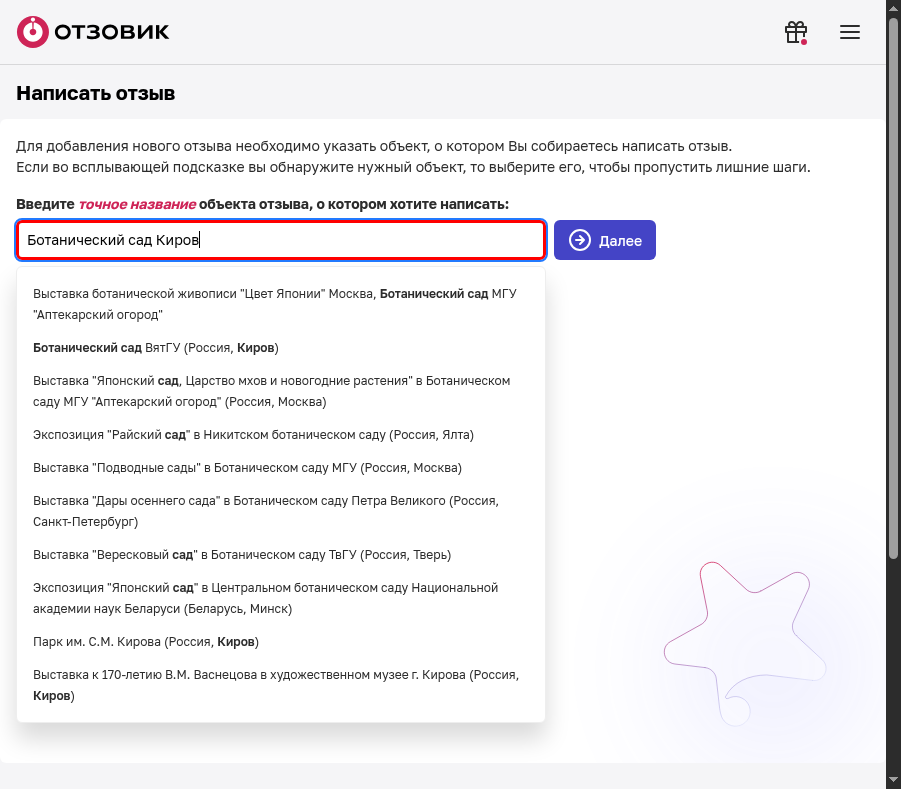 ОТЗОВИК
Написать отзыв
Для добавления нового отзыва необходимо указать объект, о котором Вы собираетесь написать отзыв.
Если во всплывающей подсказке вы обнаружите нужный объект, то выберите его, чтобы пропустить лишние шаги.
Введите точное название объекта отзыва, о котором хотите написать:
Ботанический сад Киров
Далее
Выставка ботанической живописи "Цвет Японии" Москва, Ботанический сад МГУ
"Аптекарский огород"
Ботанический сад ВятГУ (Россия, Киров)
Выставка "Японский сад, Царство мхов и новогодние растения" в Ботаническом
саду МГУ "Аптекарский огород" (Россия, Москва)
Экспозиция "Райский сад" в Никитском ботаническом саду (Россия, Ялта)
Выставка "Подводные сады" в Ботаническом саду МГУ (Россия, Москва)
Выставка "Дары осеннего сада" в Ботаническом саду Петра Великого (Россия,
Санкт-Петербург)
Выставка "Вересковый сад" в Ботаническом саду ТвГУ (Россия, Тверь)
Экспозиция "Японский сад" в Центральном ботаническом саду Национальной
академии наук Беларуси (Беларусь, Минск)
Парк им. С.М. Кирова (Россия, Киров)
Выставка к 170-летию В.М. Васнецова в художественном музее г. Кирова (Россия,
Киров)